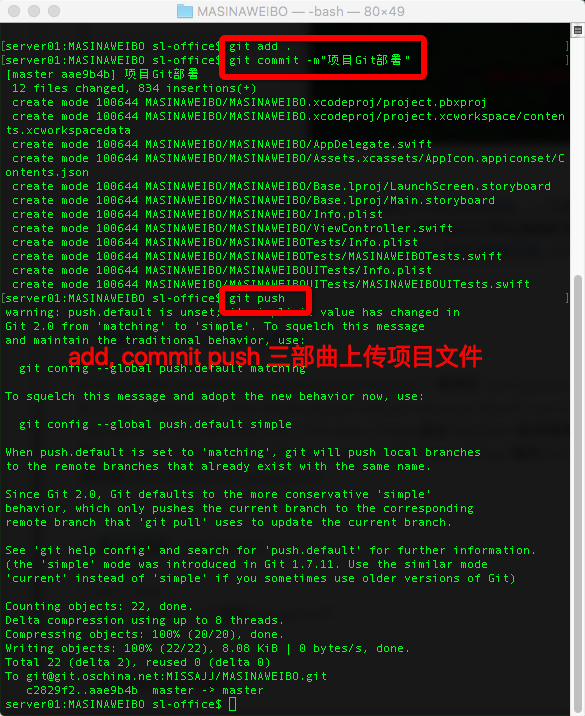 MASINAWEIBO — -bash — 80×49
[server01:MASINAWEIBO sl-office$ git add . ]
[server01:MASINAWEIBO sl-office$ git commit -m"项目Git部署" ]
[master aae9b4b] 项目Git部署
12 files changed, 834 insertions(+)
create mode 100644 MASINAWEIBO/MASINAWEIBO.xcodeproj/project.pbxproj
create mode 100644 MASINAWEIBO/MASINAWEIBO.xcodeproj/project.xcworkspace/conten
ts.xcworkspacedata
create mode 100644 MASINAWEIBO/MASINAWEIBO/AppDelegate.swift
create mode 100644 MASINAWEIBO/MASINAWEIBO/Assets.xcassets/AppIcon.appiconset/C
ontents.json
create mode 100644 MASINAWEIBO/MASINAWEIBO/Base.lproj/LaunchScreen.storyboard
create mode 100644 MASINAWEIBO/MASINAWEIBO/Base.lproj/Main.storyboard
create mode 100644 MASINAWEIBO/MASINAWEIBO/Info.plist
create mode 100644 MASINAWEIBO/MASINAWEIBO/ViewController.swift
create mode 100644 MASINAWEIBO/MASINAWEIBOTests/Info.plist
create mode 100644 MASINAWEIBO/MASINAWEIBOTests/MASINAWEIBOTests.swift
create mode 100644 MASINAWEIBO/MASINAWEIBOUITests/Info.plist
create mode 100644 MASINAWEIBO/MASINAWEIBOUITests/MASINAWEIBOUITests.swift
[server01:MASINAWEIBO sl-office$ git push ]
warning: push.default is unset; its implicit value has changed in
Git 2.0 from 'matching' to 'simple'. To squelch this message
and maintain the traditional behavior, use:
add, commit push 三部曲上传项目文件
git config --global push.default matching
To squelch this message and adopt the new behavior now, use:
git config --global push.default simple
When push.default is set to 'matching', git will push local branches
to the remote branches that already exist with the same name.
Since Git 2.0, Git defaults to the more conservative 'simple'
behavior, which only pushes the current branch to the corresponding
remote branch that 'git pull' uses to update the current branch.
See 'git help config' and search for 'push.default' for further information.
(the 'simple' mode was introduced in Git 1.7.11. Use the similar mode
'current' instead of 'simple' if you sometimes use older versions of Git)
Counting objects: 22, done.
Delta compression using up to 8 threads.
Compressing objects: 100% (20/20), done.
Writing objects: 100% (22/22), 8.08 KiB | 0 bytes/s, done.
Total 22 (delta 2), reused 0 (delta 0)
To git@git.oschina.net:MISSAJJ/MASINAWEIBO.git
c2829f2..aae9b4b  master -> master
server01:MASINAWEIBO sl-office$